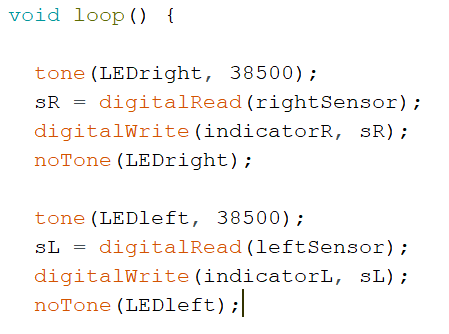 void loop() {
tone(LEDright, 38500);
sR = digitalRead(rightSensor);
digitalWrite(indicatorR, sR);
noTone(LEDright);
tone(LEDleft, 38500);
sL = digitalRead(leftSensor);
digitalWrite(indicatorL, sL);
noTone(LEDleft);